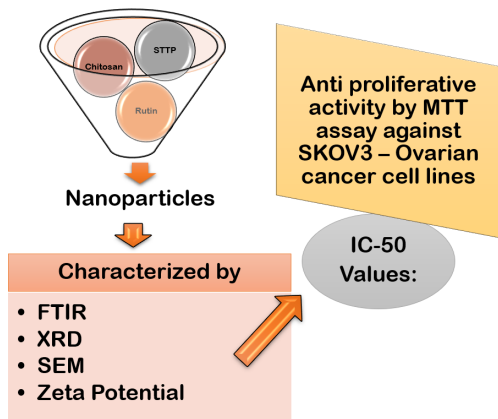 STTP
Chitosan
Rutin
Nanoparticles
Characterized by
• FTIR
• XRD
• SEM
• Zeta Potential
Anti proliferative
activity by MTT
assay against
SKOV3 – Ovarian
cancer cell lines
IC-50
Values: